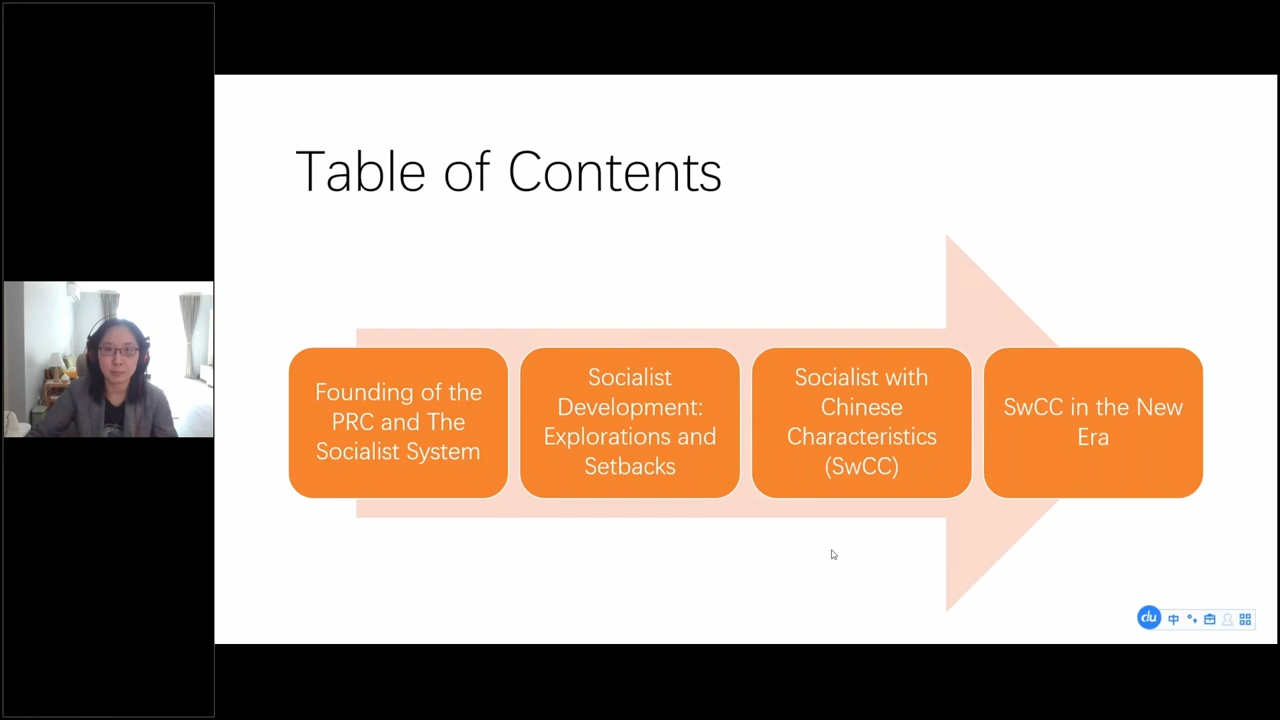 Table of Contents
Founding of the
PRC and The
Socialist System
Socialist
Development:
Explorations and
Setbacks
Socialist with
Chinese
Characteristics
(SwCC)
SwCC in the New
Era
du 中